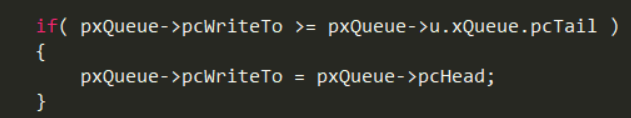 if( pxQueue->pcWriteTo >= pxQueue->u.xQueue.pcTail )
{
    pxQueue->pcWriteTo = pxQueue->pcHead;
}